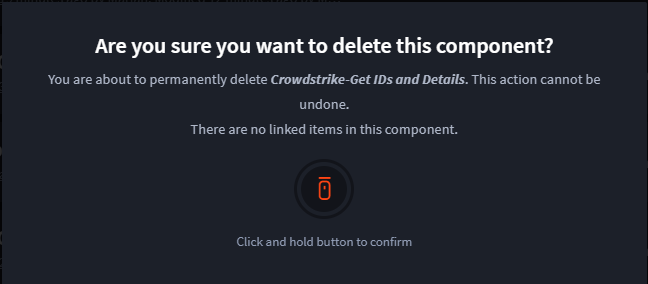 Are you sure you want to delete this component?
You are about to permanently delete Crowdstrike-Get IDs and Details. This action cannot be
undone.
There are no linked items in this component.
Click and hold button to confirm